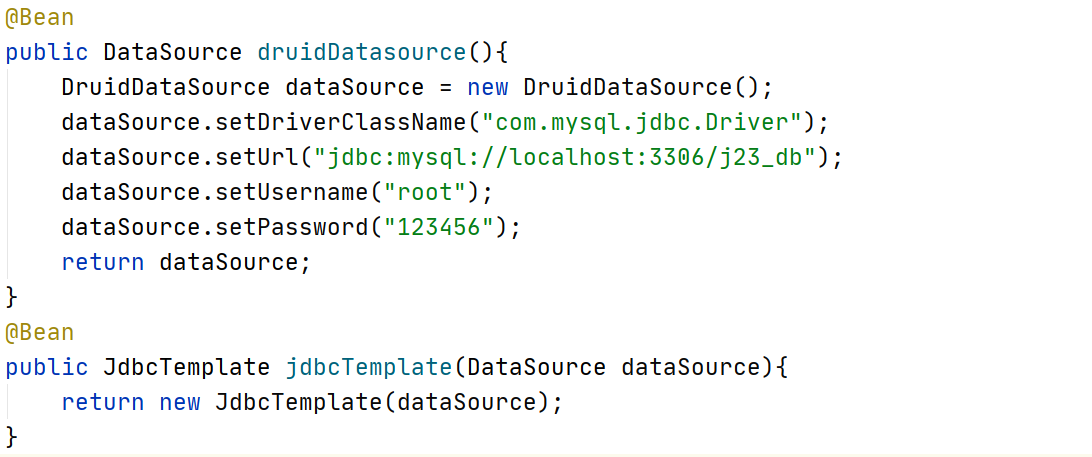 @Bean
public DataSource druidDatasource(){
    DruidDataSource dataSource = new DruidDataSource();
    dataSource.setDriverClassName("com.mysql.jdbc.Driver");
    dataSource.setUrl("jdbc:mysql://localhost:3306/j23_db");
    dataSource.setUsername("root");
    dataSource.setPassword("123456");
    return dataSource;
}
@Bean
public JdbcTemplate jdbcTemplate(DataSource dataSource){
    return new JdbcTemplate(dataSource);
}